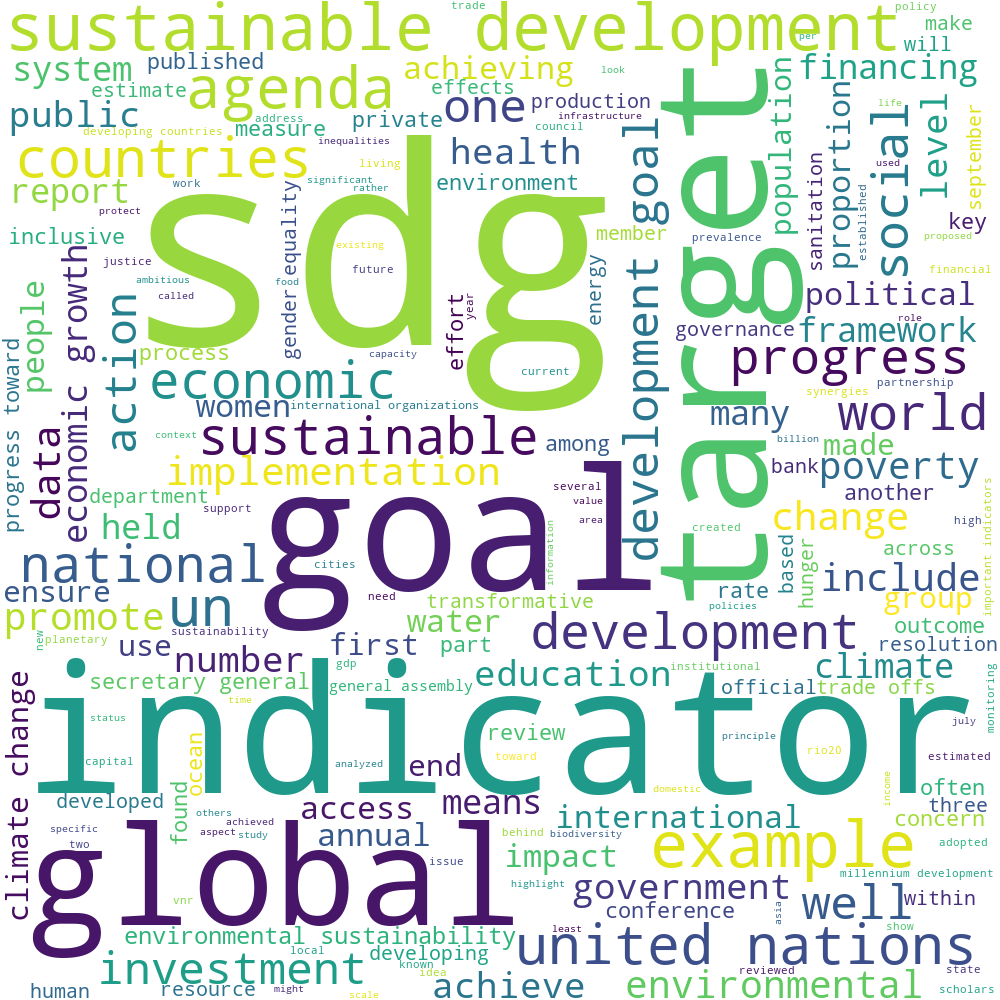 trade
policy
sustainable development
make
per
published
will
system
achieving
financing
look
estimate
agenda
effects
one
production
life
public
address
private
infrastructure
developing countries
measure
council
population
level
countries
inequalities
health
proportion
social
september
used
living
work
significant
environment
report
rather
sdg
goal
target
sanitation
protect
equality
member
key
established
inclusive
existing
prevalence
proposed
justice
future
energy
financial
ambitious
food
gender
called
people
action
effort
year
development
political
role
governance
framework
economic growth
process
capacity
progress
progress toward
economic
current
partnership
synergies
women
international organizations
many
world
context
sustainable
among
billion
made
data
implementation
bank
poverty
department
several
another
high
support
value
held
goal
area
created
change
important indicators
national
cities
information
across
based
hunger
ensure
need
rate
include
group
promote
un
transformative
policies
water
outcome
new
planetary
use
sustainability
first
part
development
resolution
number
gdp
education
institutional
climate
secretary general
general assembly
official
trade offs
monitoring
climate change
indicator
time
status
review
principle
july
ocean
rio20
capital
analyzed
end
toward
estimated
developed
found
access
means
domestic
income
often
others
three
specific
achieved
annual
international
concern
two
aspect
study
behind
biodiversity
example
adopted
global
issue
impact
highlight
millennium development
vnr
government
well
within
conference
asia
environmental sustainability
least
united nations
show
local
developing
investment
known
idea
reviewed
state
human
resource
might
scale
achieve
environmental
scholars